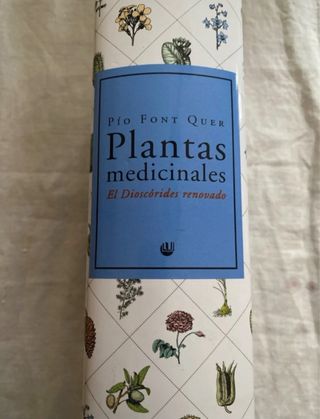 Pío Font Quer
Plantas
medicinales
El Dioscórides renovado